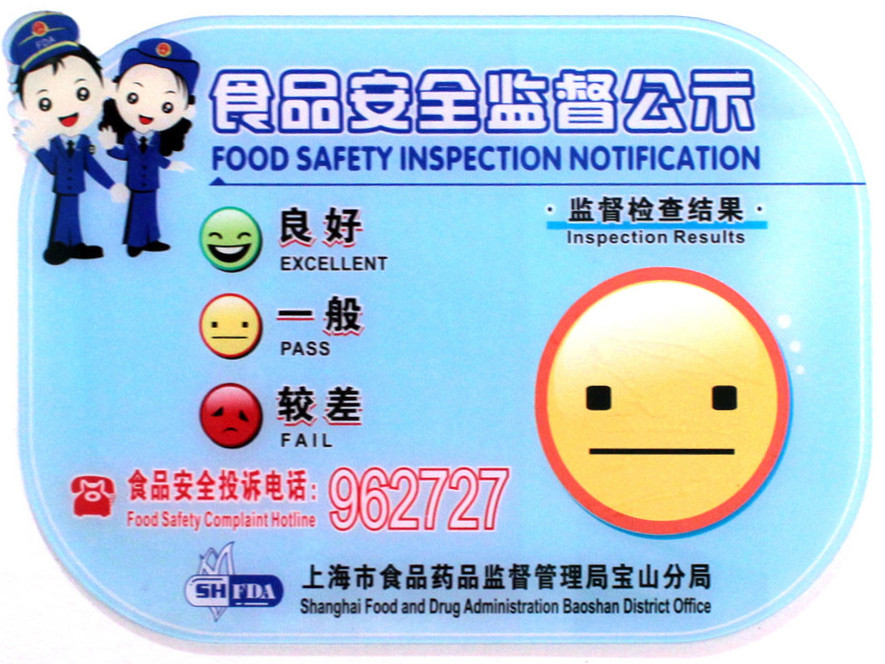 FDA
食品安全监督公示
FOOD SAFETY INSPECTION NOTIFICATION
良好
EXCELLENT
一般
PASS
较差
FAIL
·监督检查结果·
Inspection Results
食品安全投诉电话：962727
Food Safety Complaint Hotline
SHFDA
上海市食品药品监督管理局宝山分局
Shanghai Food and Drug Administration Baoshan District Office